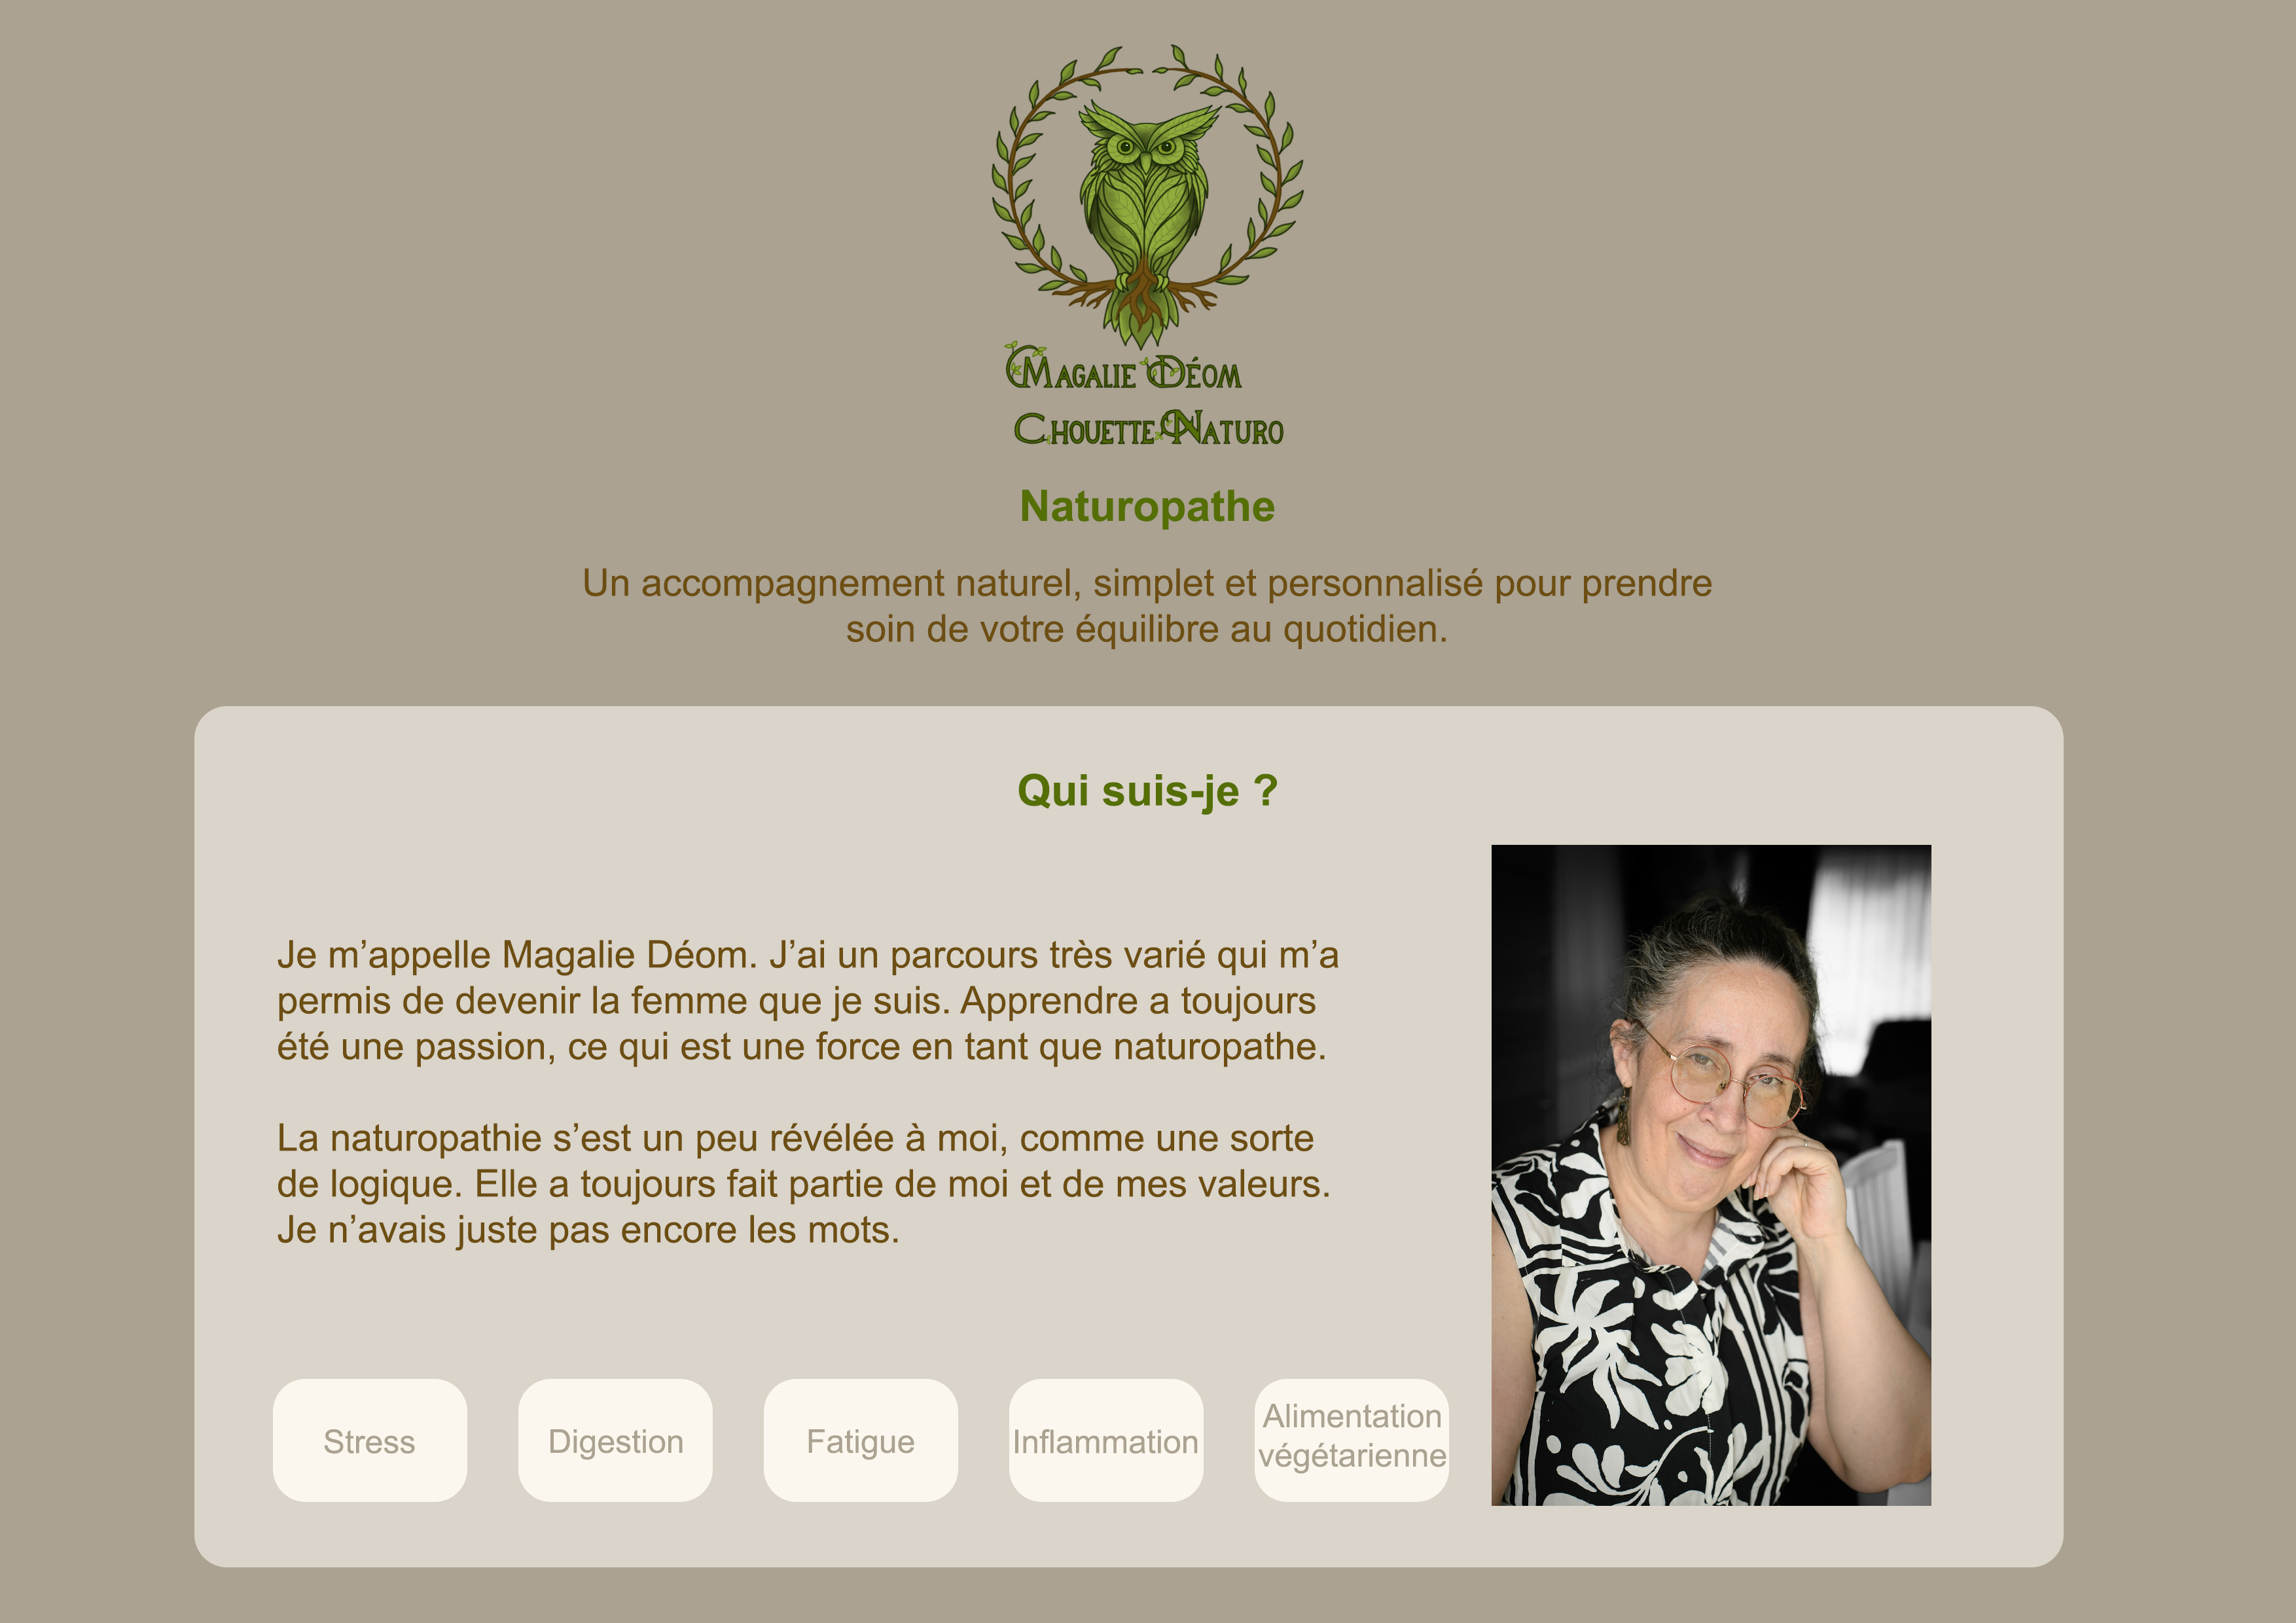 Magalie Déom
Chouette Naturo
Naturopathe
Un accompagnement naturel, simplet et personnalisé pour prendre
soin de votre équilibre au quotidien.
Qui suis-je ?
Je m’appelle Magalie Déom. J’ai un parcours très varié qui m’a
permis de devenir la femme que je suis. Apprendre a toujours
été une passion, ce qui est une force en tant que naturopathe.
La naturopathie s’est un peu révélée à moi, comme une sorte
de logique. Elle a toujours fait partie de moi et de mes valeurs.
Je n’avais juste pas encore les mots.
Stress
Digestion
Fatigue
Inflammation
Alimentation
végétarienne